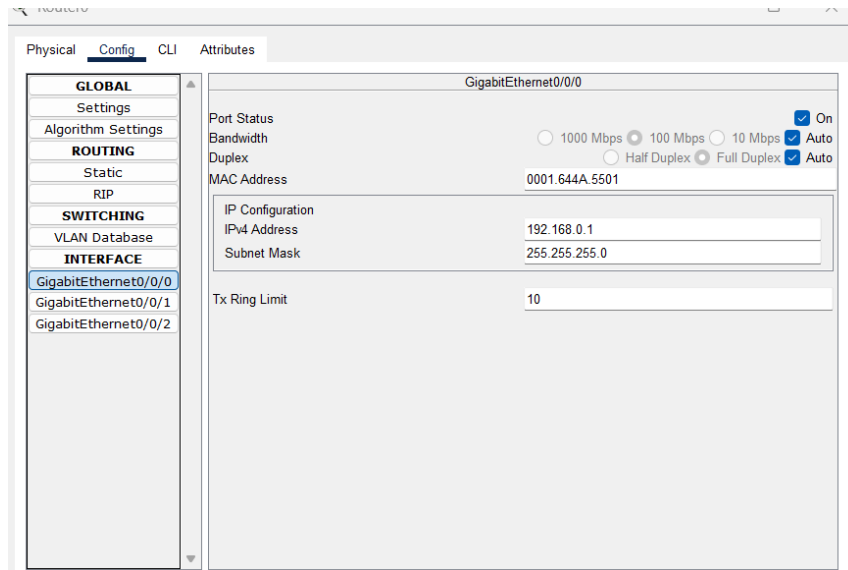 Router0
Physical Config CLI Attributes
GLOBAL
Settings
Algorithm Settings
ROUTING
Static
RIP
SWITCHING
VLAN Database
INTERFACE
GigabitEthernet0/0/0
GigabitEthernet0/0/1
GigabitEthernet0/0/2
GigabitEthernet0/0/0
Port Status On
Bandwidth 1000 Mbps 100 Mbps 10 Mbps Auto
Duplex Half Duplex Full Duplex Auto
MAC Address 0001.644A.5501
IP Configuration
IPv4 Address 192.168.0.1
Subnet Mask 255.255.255.0
Tx Ring Limit 10